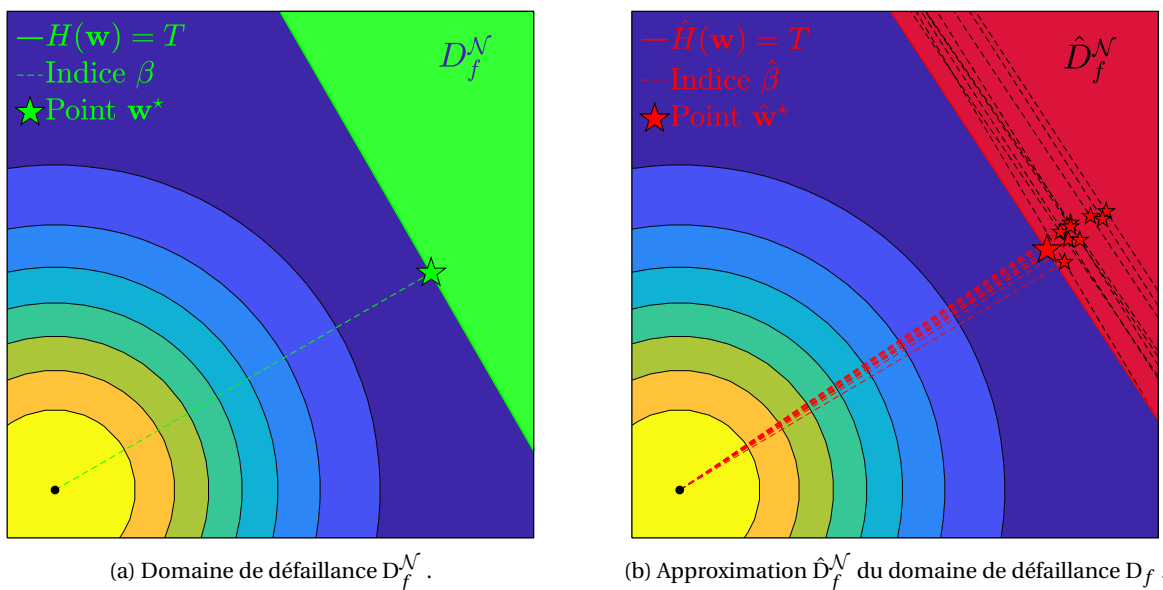 H(w) = T
Indice β
Point w⋆
D_f^𝒩
Ĥ(w) = T
Indice β̂
Point ŵ⋆
D̂_f^𝒩
(a) Domaine de défaillance D_f^𝒩 .
(b) Approximation D̂_f^𝒩 du domaine de défaillance D_f .